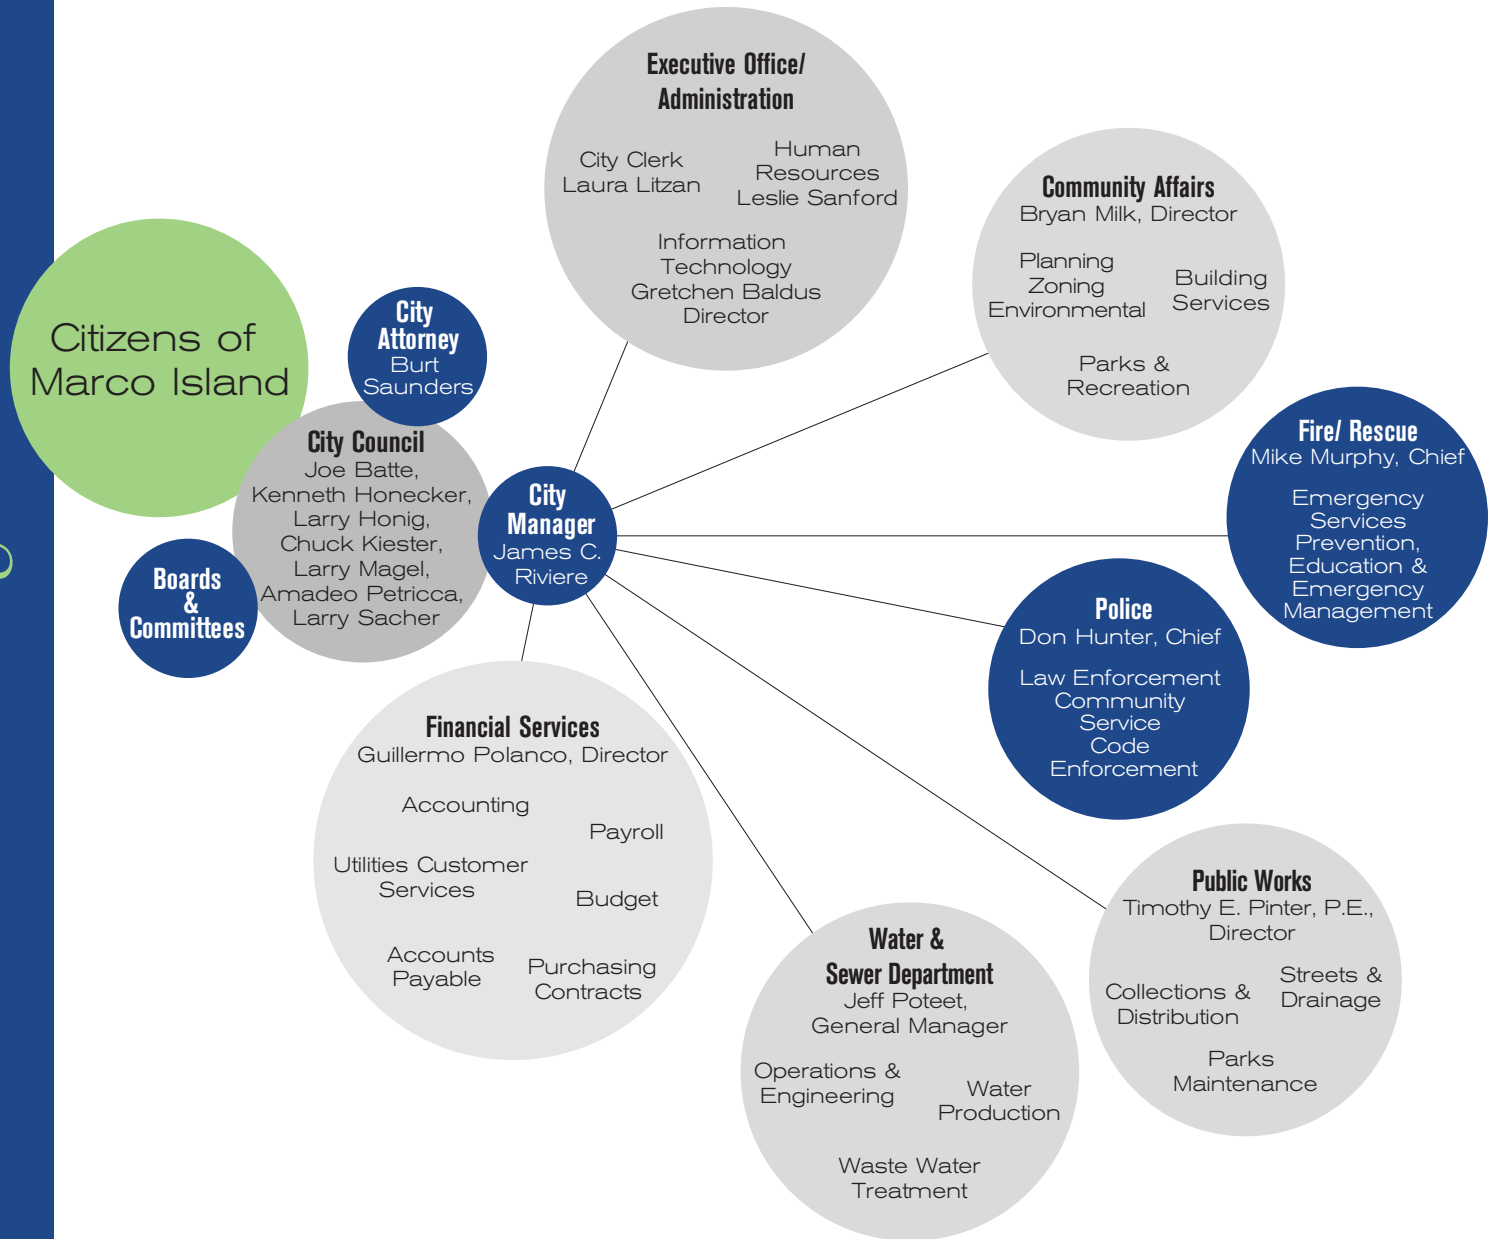 Executive Office/
Administration
City Clerk
Laura Litzan
Human
Resources
Leslie Sanford
Information
Technology
Gretchen Baldus
Director
Community Affairs
Bryan Milk, Director
Planning
Zoning
Environmental
Building
Services
Parks &
Recreation
Citizens of
Marco Island
City
Attorney
Burt
Saunders
City Council
Joe Batte,
Kenneth Honecker,
Larry Honig,
Chuck Kiester,
Larry Magel,
Amadeo Petricca,
Larry Sacher
City
Manager
James C.
Riviere
Boards
&
Committees
Fire/ Rescue
Mike Murphy, Chief
Emergency
Services
Prevention,
Education &
Emergency
Management
Police
Don Hunter, Chief
Law Enforcement
Community
Service
Code
Enforcement
Financial Services
Guillermo Polanco, Director
Accounting
Payroll
Utilities Customer
Services
Budget
Accounts
Payable
Purchasing
Contracts
Water &
Sewer Department
Jeff Poteet,
General Manager
Operations &
Engineering
Water
Production
Waste Water
Treatment
Public Works
Timothy E. Pinter, P.E.,
Director
Collections &
Distribution
Streets &
Drainage
Parks
Maintenance